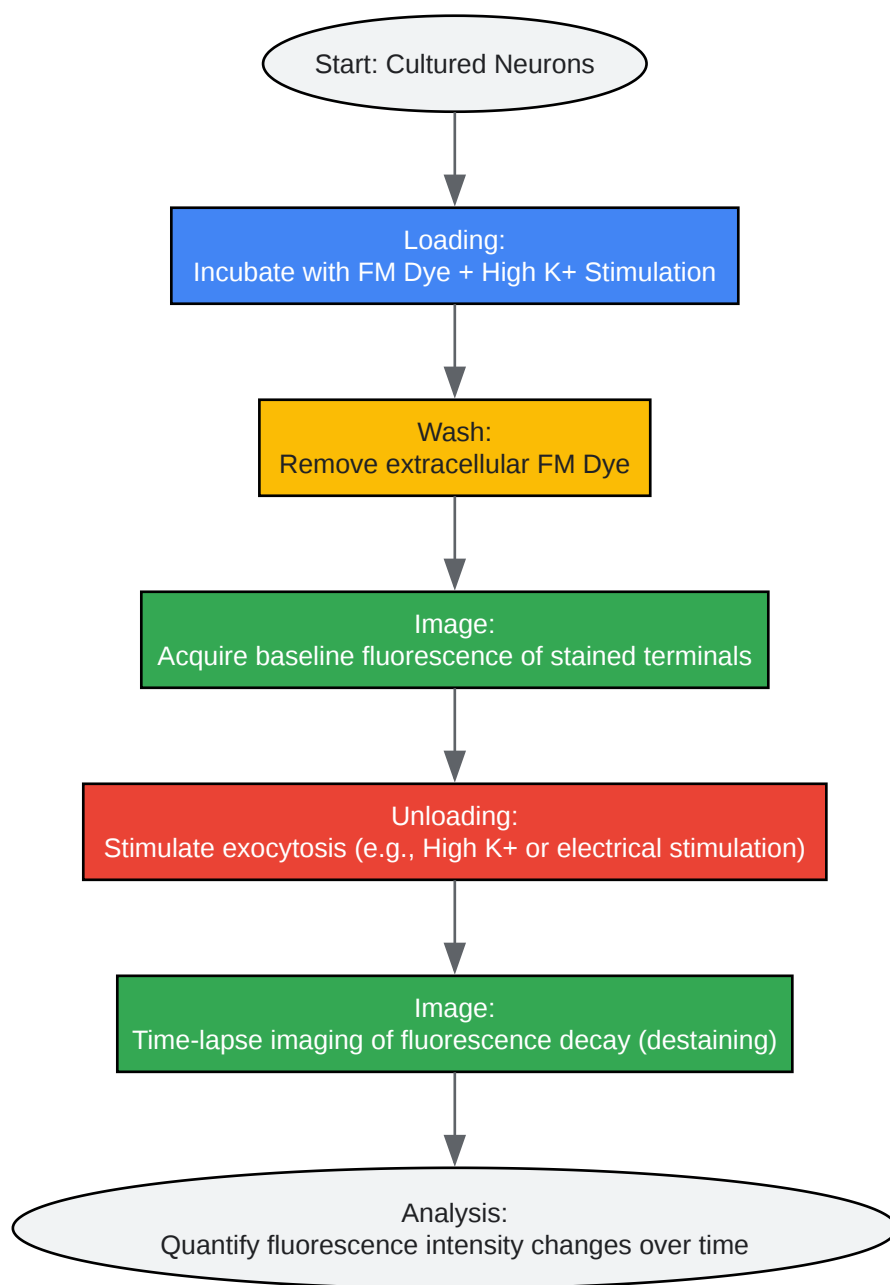 Start: Cultured Neurons
Loading:
Incubate with FM Dye + High K+ Stimulation
Wash:
Remove extracellular FM Dye
Image:
Acquire baseline fluorescence of stained terminals
Unloading:
Stimulate exocytosis (e.g., High K+ or electrical stimulation)
Image:
Time-lapse imaging of fluorescence decay (destaining)
Analysis:
Quantify fluorescence intensity changes over time